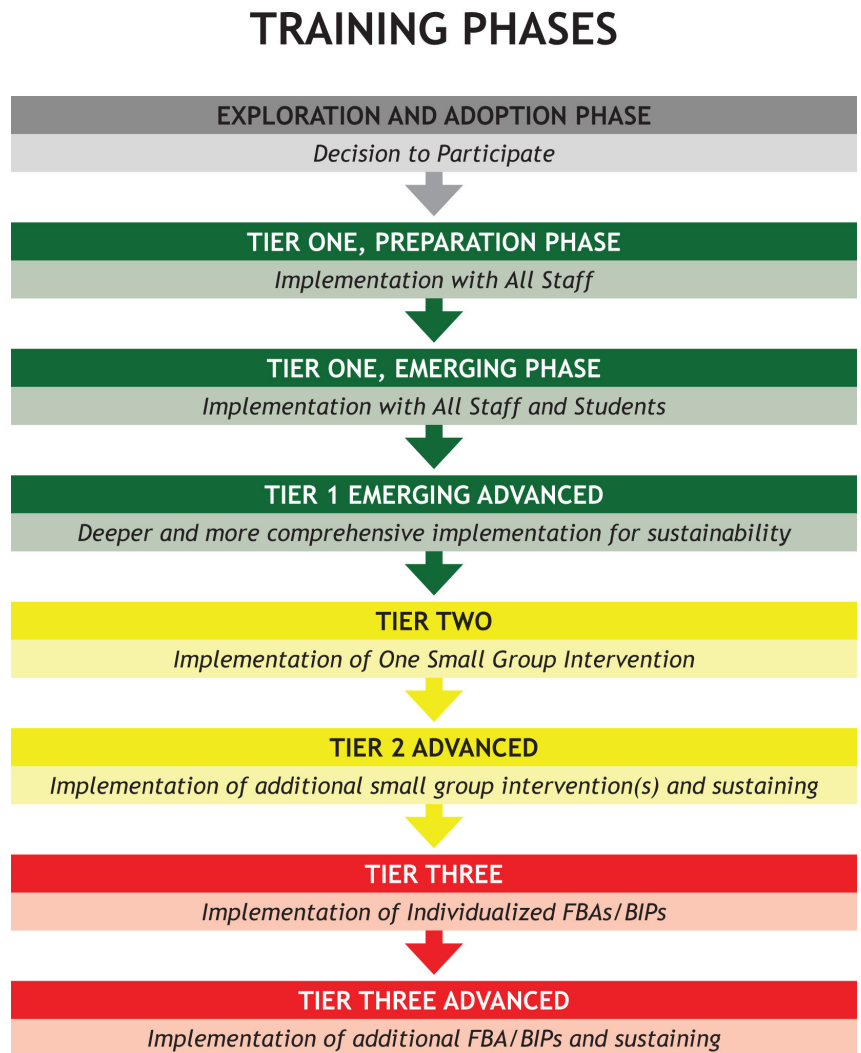 TRAINING PHASES
EXPLORATION AND ADOPTION PHASE
Decision to Participate
TIER ONE, PREPARATION PHASE
Implementation with All Staff
TIER ONE, EMERGING PHASE
Implementation with All Staff and Students
TIER 1 EMERGING ADVANCED
Deeper and more comprehensive implementation for sustainability
TIER TWO
Implementation of One Small Group Intervention
TIER 2 ADVANCED
Implementation of additional small group intervention(s) and sustaining
TIER THREE
Implementation of Individualized FBAs/BIPs
TIER THREE ADVANCED
Implementation of additional FBA/BIPs and sustaining